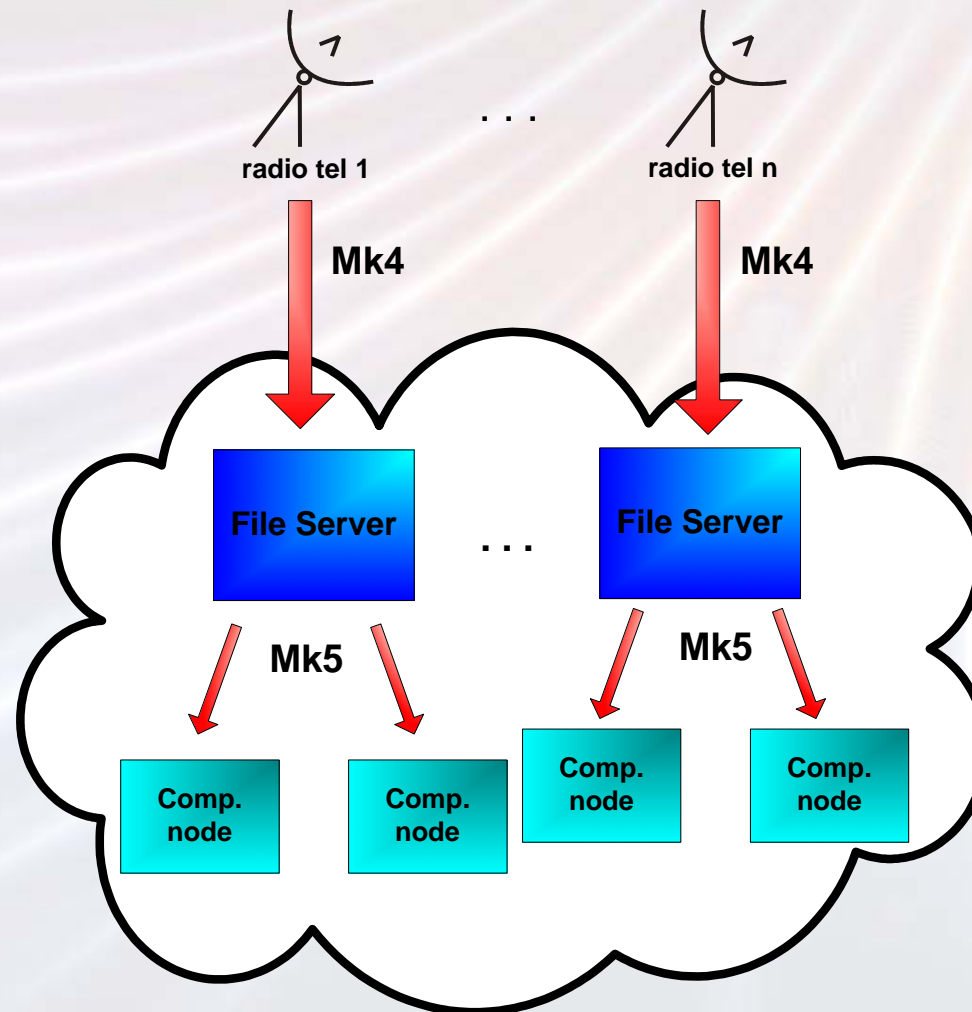 . . .
radio tel 1
radio tel n
Mk4
Mk4
File Server
. . .
File Server
Mk5
Mk5
Comp.
node
Comp.
node
Comp.
node
Comp.
node